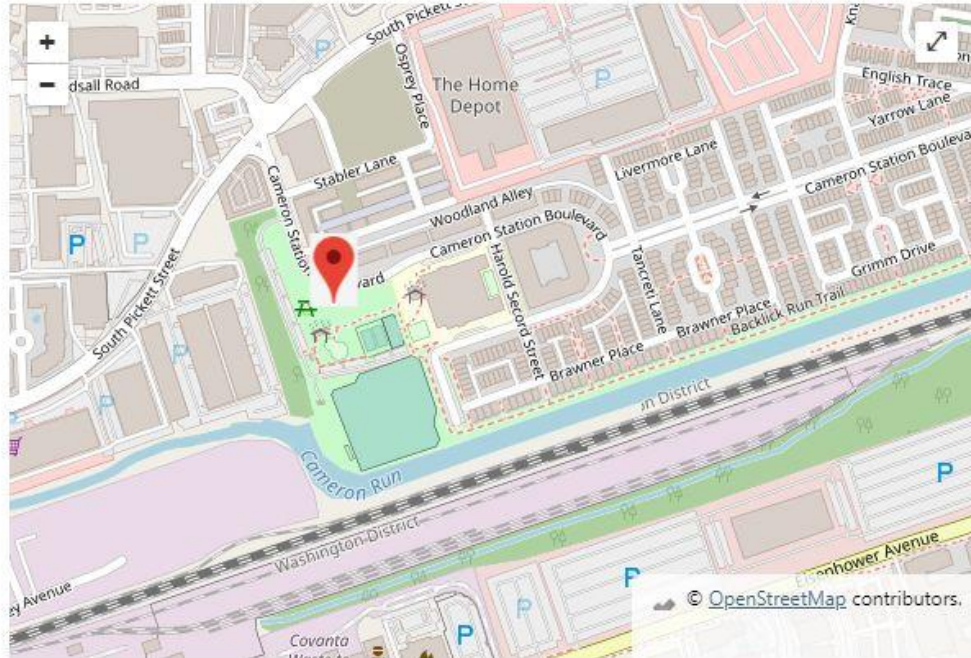 +
−
dsall Road
South Pickett St
Osprey Place
P
The Home
Depot
P
Kn
English Trace
Yarrow Lane
Livermore Lane
Cameron Station Boulevard
Stabler Lane
Woodland Alley
Cameron Station Boulevard
Cameron Station
vard
Harold Second Street
Tancreti Lane
Grimm Drive
P
P
South Pickett Street
P
Brawner Place
Backlick Run Trail
Brawner Place
on District
Cameron Run
Washington District
P
ey Avenue
Eisenhower Avenue
P
P
P
Covanta
© OpenStreetMap contributors.